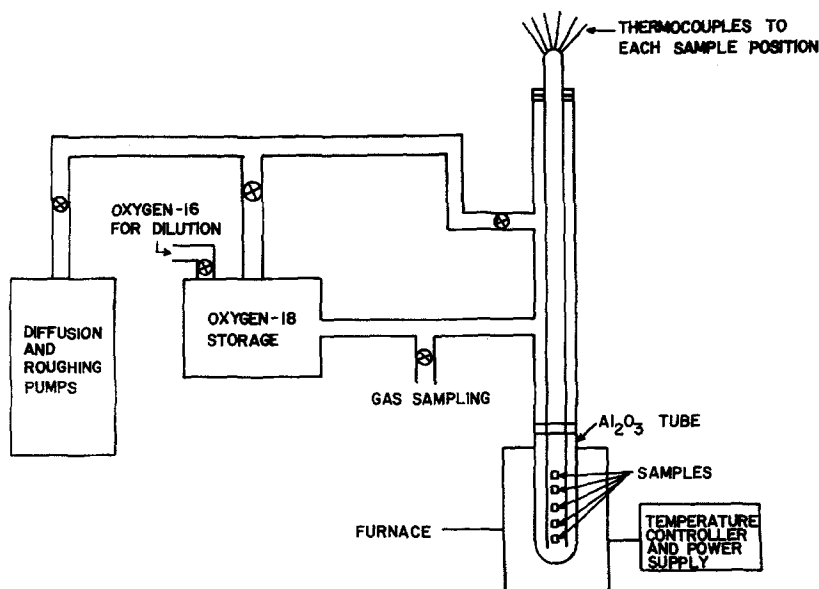 THERMOCOUPLES TO
EACH SAMPLE POSITION
OXYGEN-16
FOR DILUTION
DIFFUSION
AND
ROUGHING
PUMPS
OXYGEN-18
STORAGE
GAS SAMPLING
Al₂O₃ TUBE
SAMPLES
FURNACE
TEMPERATURE
CONTROLLER
AND POWER
SUPPLY